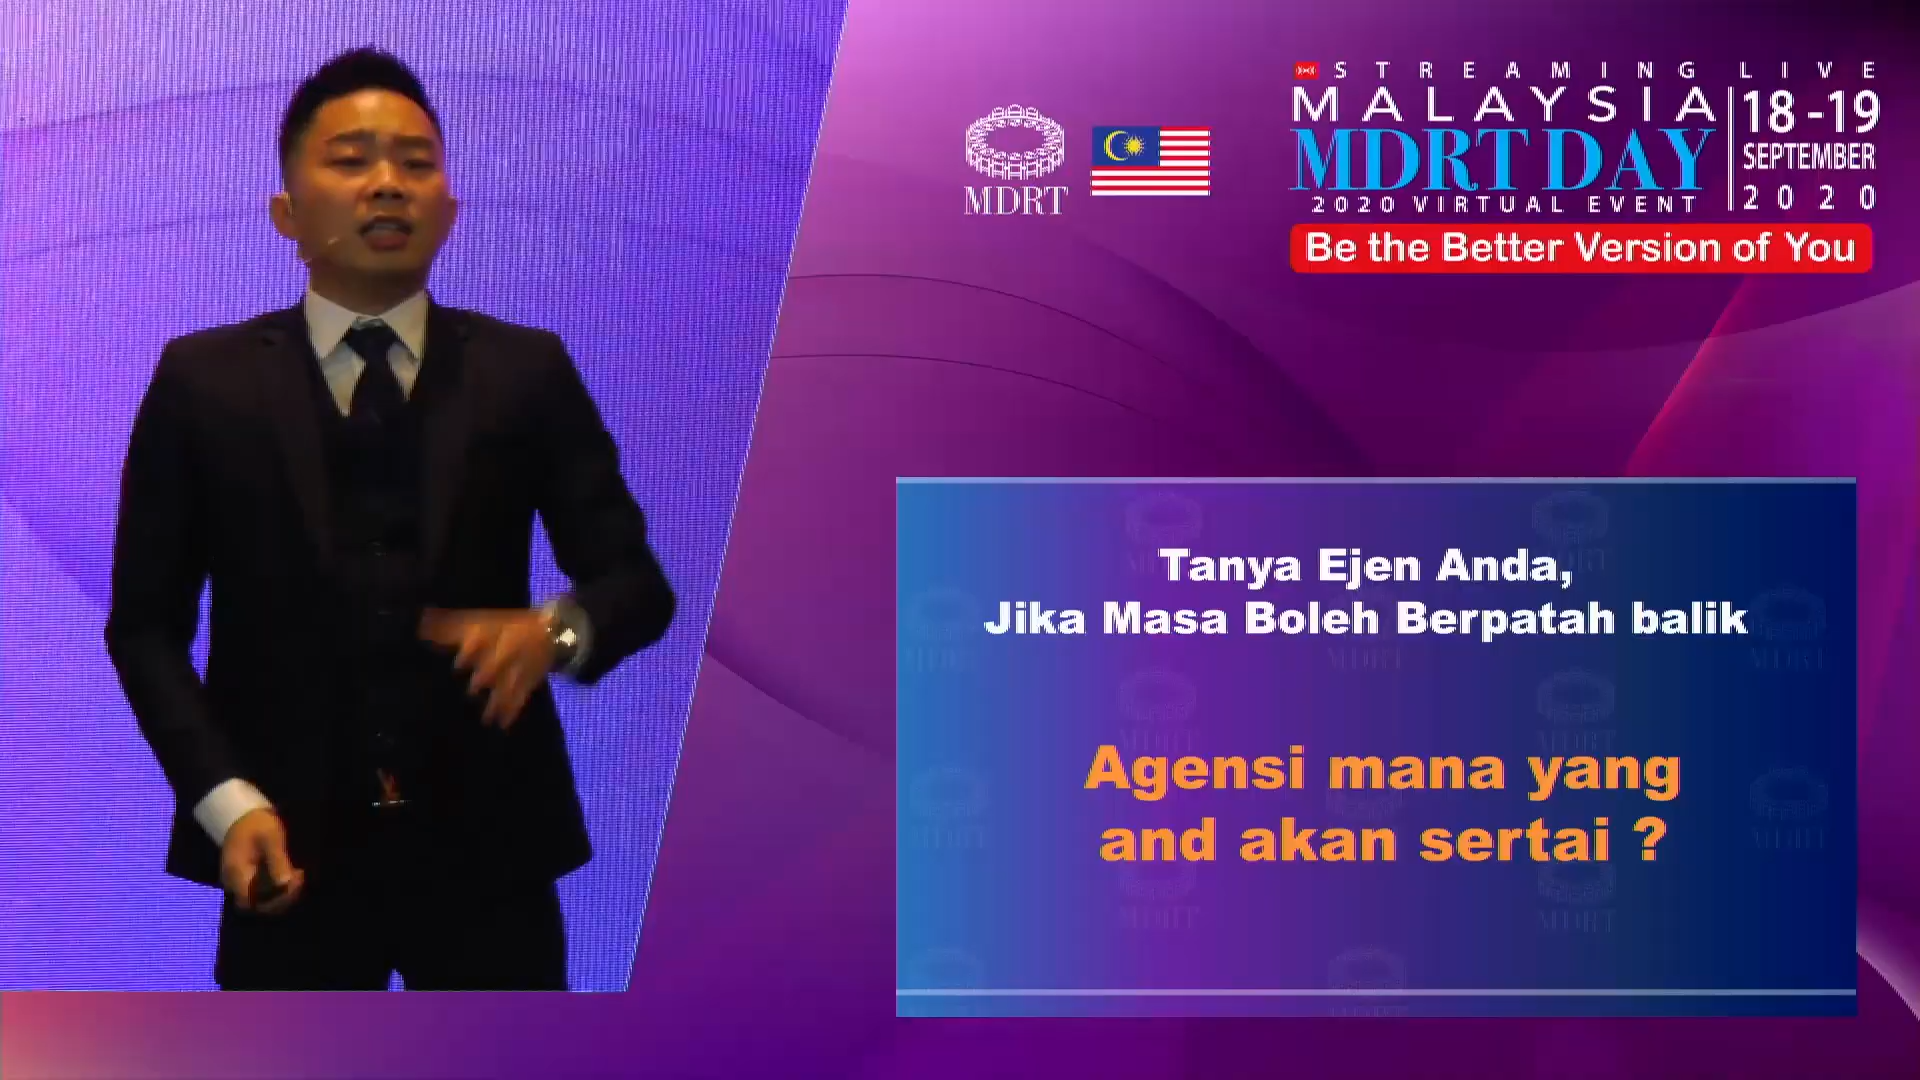 STREAMING LIVE
MALAYSIA
MDRT DAY
2020 VIRTUAL EVENT
18-19
SEPTEMBER
2020
MDRT
Be the Better Version of You
Tanya Ejen Anda,
Jika Masa Boleh Berpatah balik
Agensi mana yang
and akan sertai ?